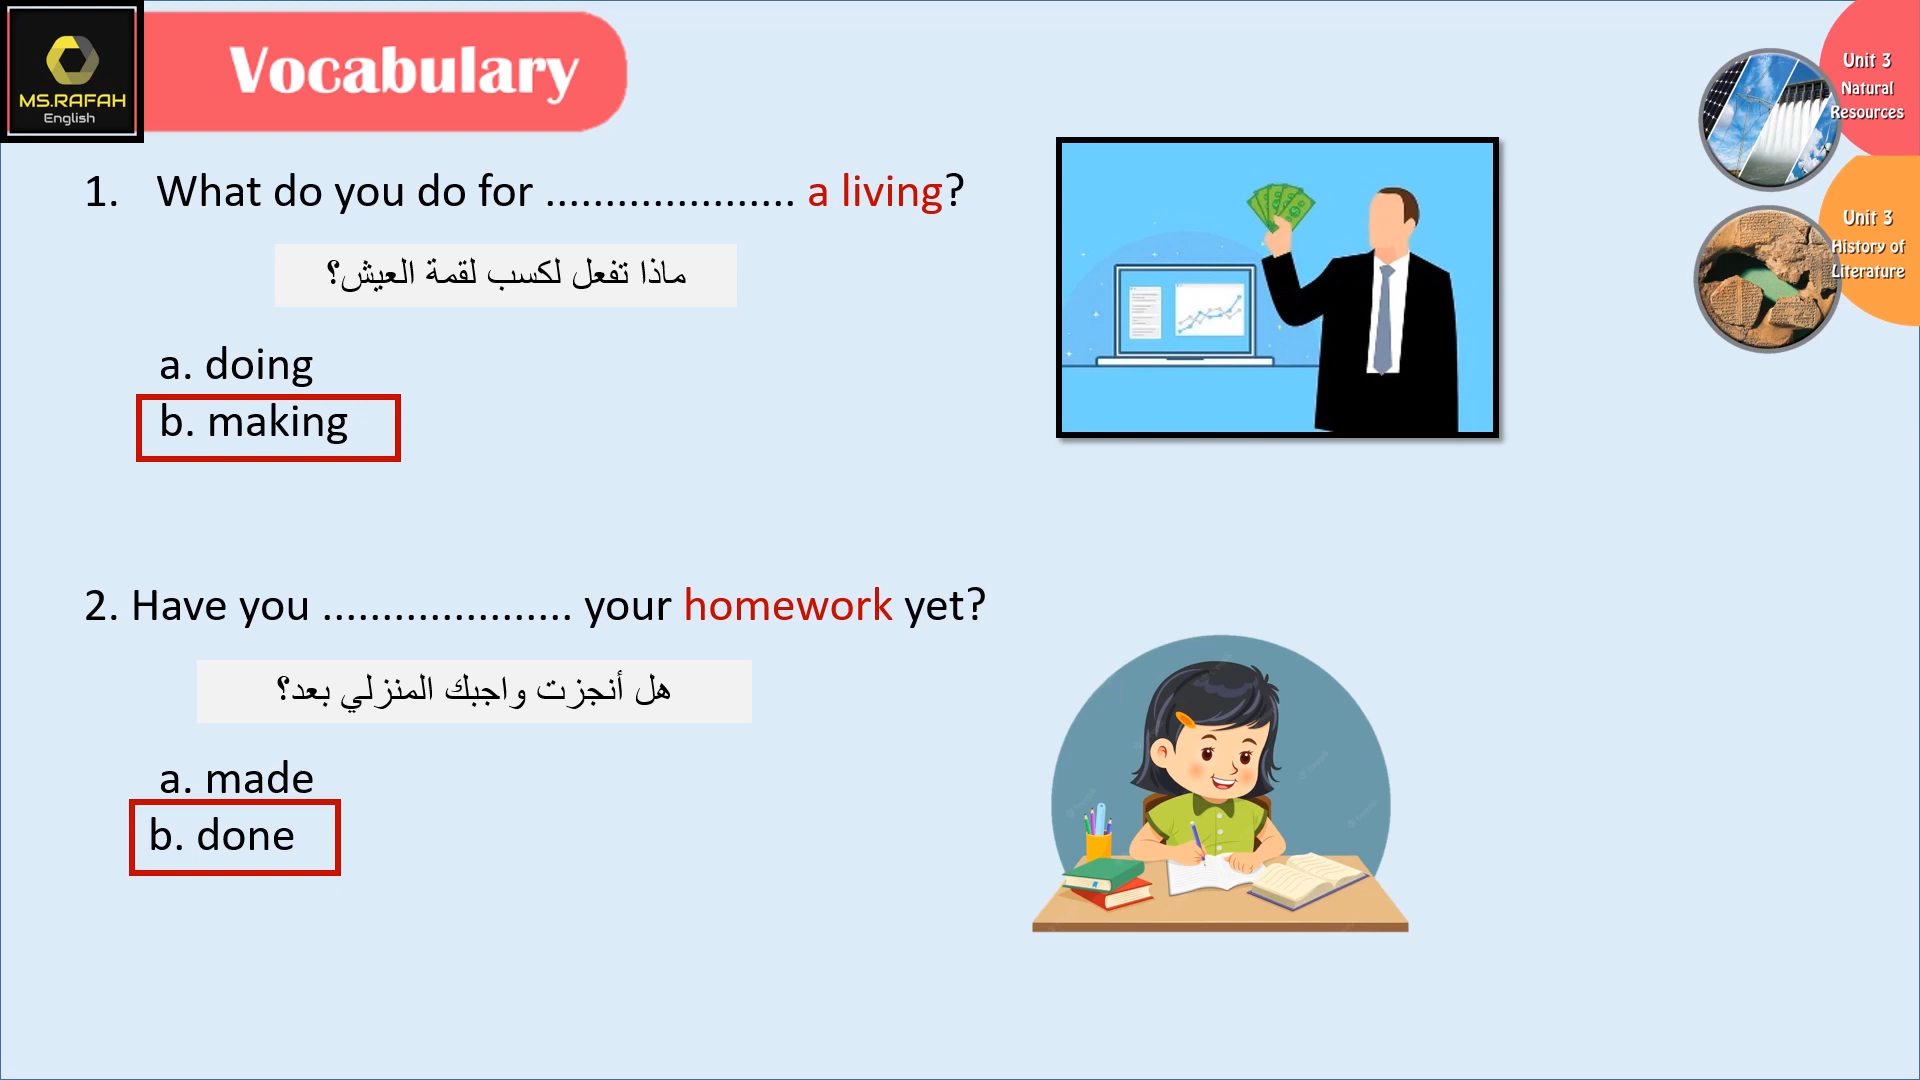 MS.RAFAH
English
Vocabulary
Unit 3
Natural
Resources
Unit 3
History of
Literature
1. What do you do for ..................... a living?
ماذا تفعل لكسب لقمة العيش؟
a. doing
b. making
2. Have you ..................... your homework yet?
هل أنجزت واجبك المنزلي بعد؟
a. made
b. done